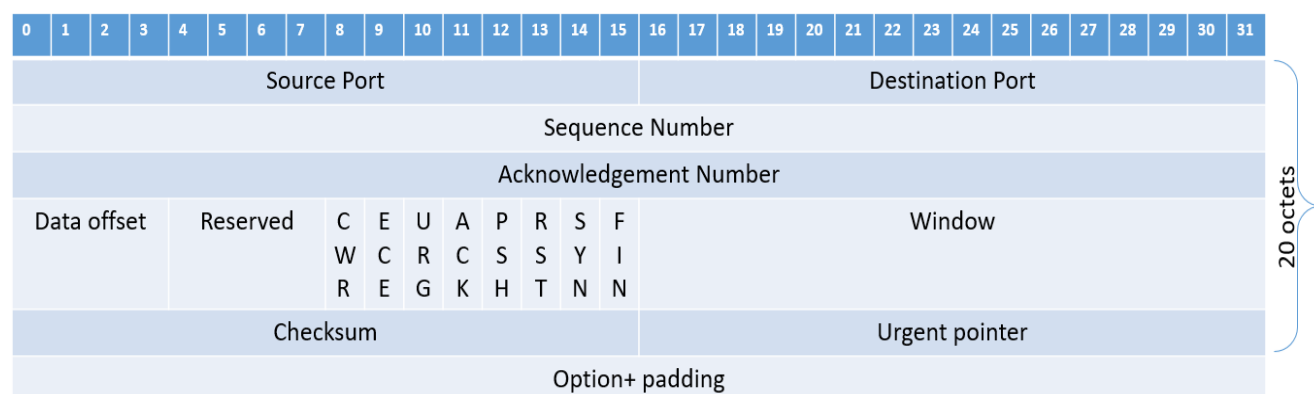 0 1 2 3 4 5 6 7 8 9 10 11 12 13 14 15 16 17 18 19 20 21 22 23 24 25 26 27 28 29 30 31
Source Port Destination Port
Sequence Number
Acknowledgement Number
Data offset Reserved C E U A P R S F Window
W C R C S S Y I
R E G K H T N N
Checksum Urgent pointer
Option+ padding
20 octets